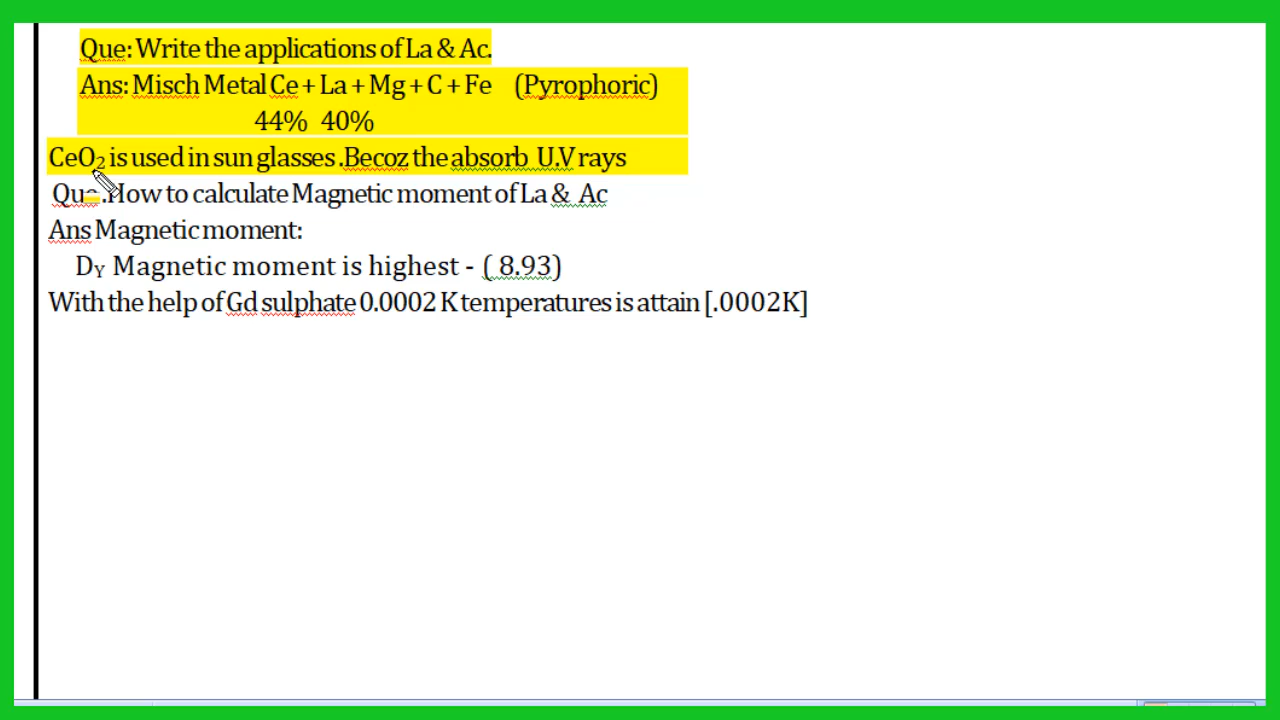 Que: Write the applications of La & Ac.
Ans: Misch Metal Ce + La + Mg + C + Fe (Pyrophoric)
44% 40%
CeO₂ is used in sun glasses .Becoz the absorb U.V rays
Que .How to calculate Magnetic moment of La & Ac
Ans Magnetic moment:
DY Magnetic moment is highest - ( 8.93)
With the help of Gd sulphate 0.0002 K temperatures is attain [.0002K]